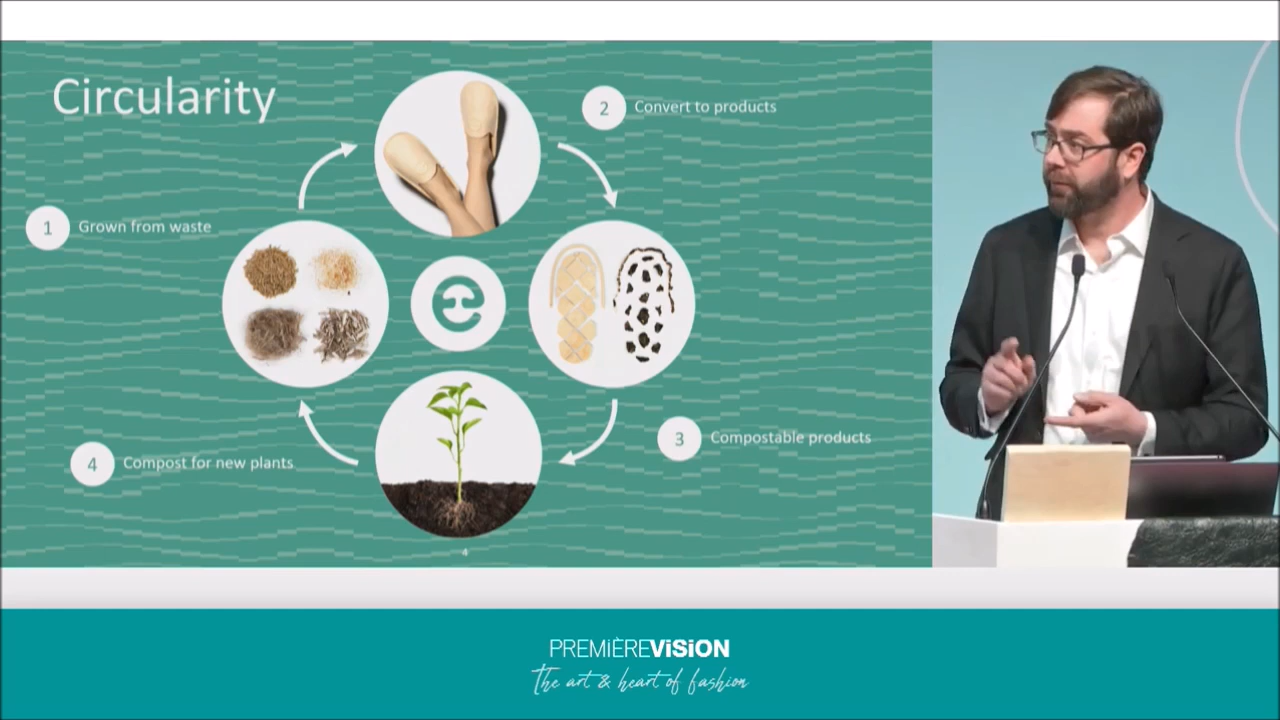 Circularity
2
Convert to products
1
Grown from waste
3
Compostable products
4
Compost for new plants
4
PREMIÈREVISION
The art & heart of fashion